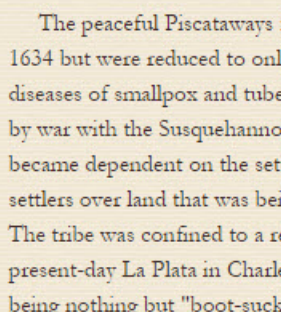 The peaceful Piscataways
1634 but were reduced to onl
diseases of smallpox and tube
by war with the Susquehanno
became dependent on the set
settlers over land that was bei
The tribe was confined to a re
present-day La Plata in Charle
being nothing but "boot-suck